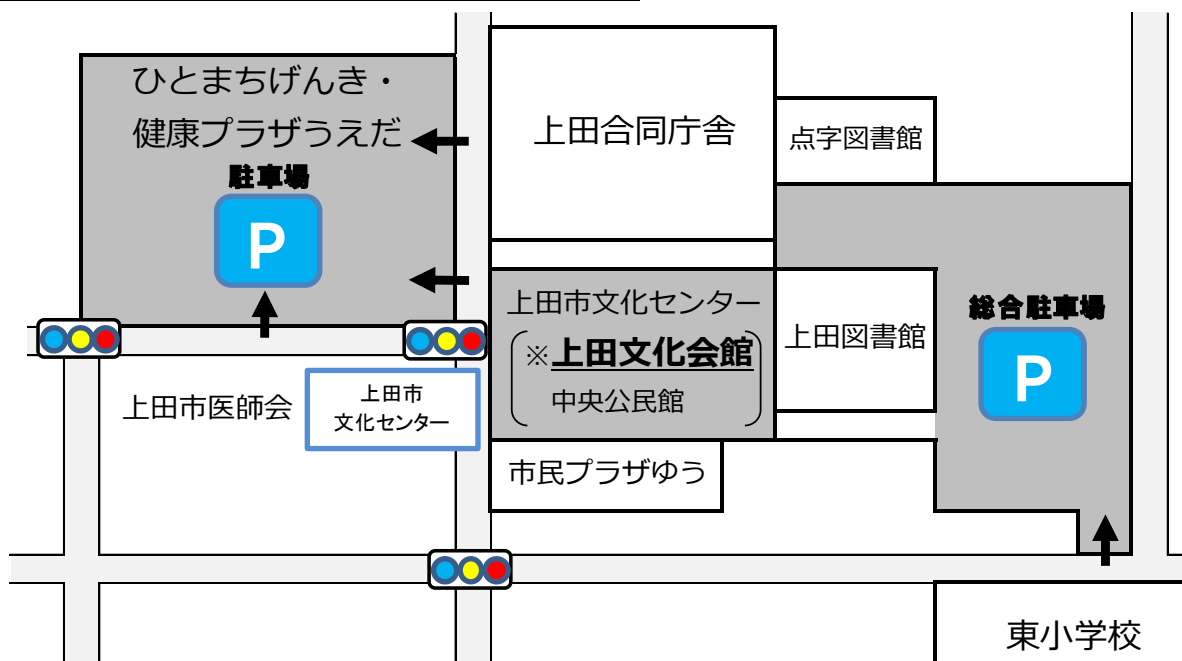 ひとまちげんき・
健康プラザうえだ
駐車場
P
上田合同庁舎
点字図書館
上田市文化センター
※上田文化会館
中央公民館
上田図書館
総合駐車場
P
上田市医師会
上田市
文化センター
市民プラザゆう
東小学校